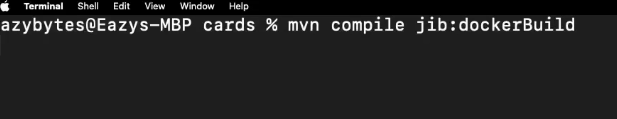 Terminal Shell Edit View Window Help
azybytes@Eazys-MBP cards % mvn compile jib:dockerBuild